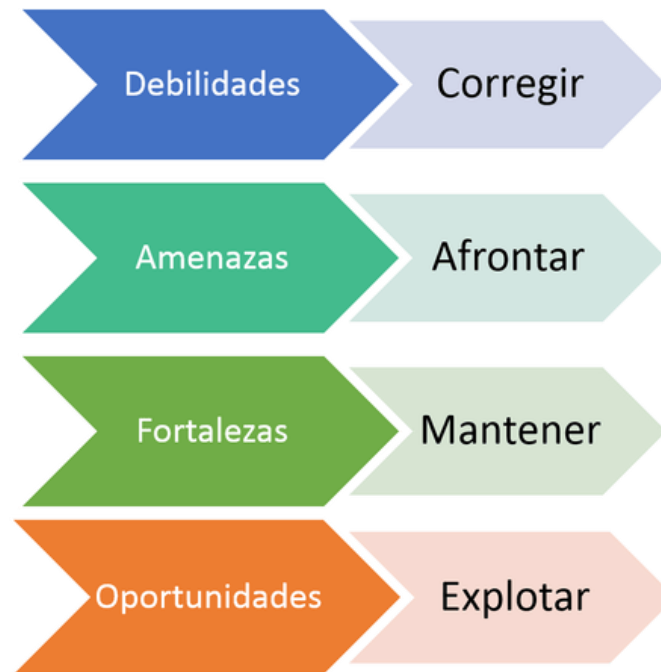 Debilidades Corregir
Amenazas Afrontar
Fortalezas Mantener
Oportunidades Explotar